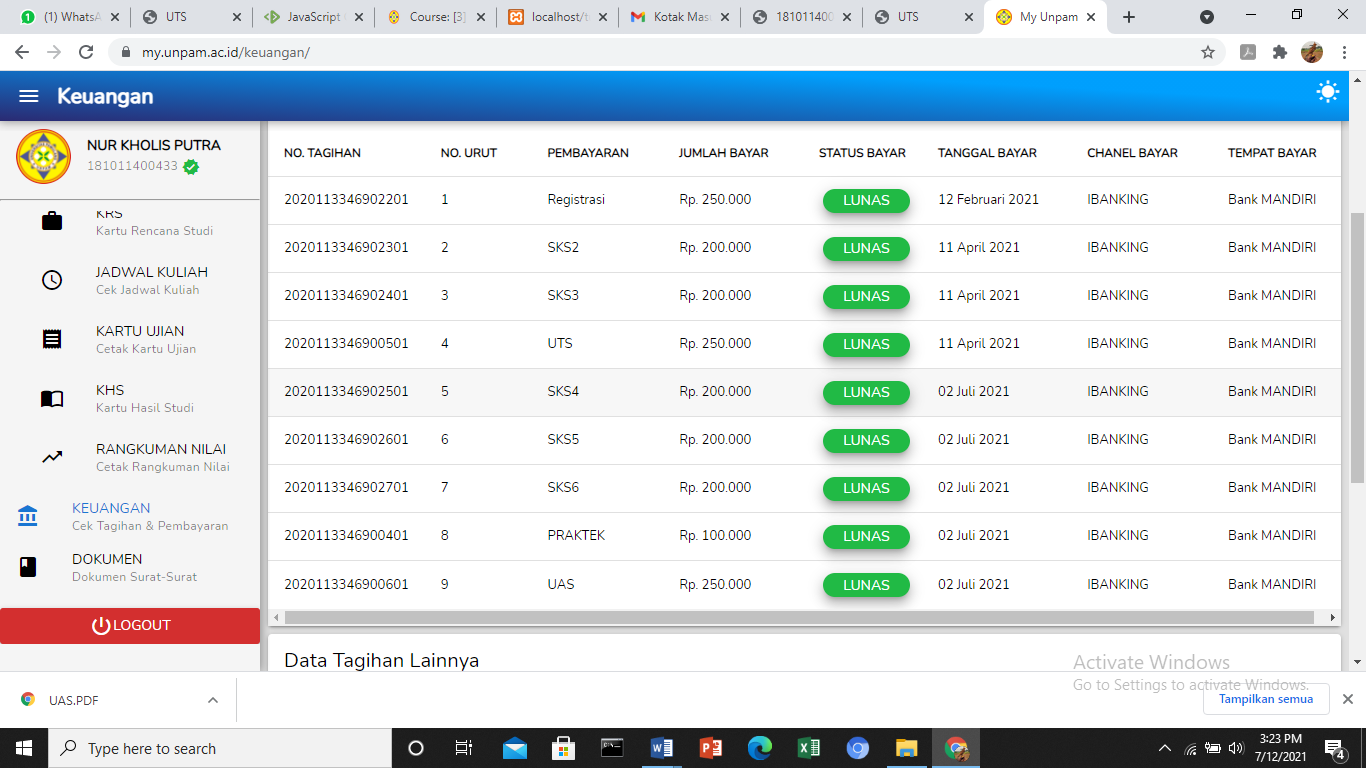 (1) WhatsA
UTS
JavaScript
Course: [3]
localhost/t
Kotak Mas
181011400
UTS
My Unpam
my.unpam.ac.id/keuangan/
Keuangan
NUR KHOLIS PUTRA
181011400433
KRS
Kartu Rencana Studi
JADWAL KULIAH
Cek Jadwal Kuliah
KARTU UJIAN
Cetak Kartu Ujian
KHS
Kartu Hasil Studi
RANGKUMAN NILAI
Cetak Rangkuman Nilai
KEUANGAN
Cek Tagihan & Pembayaran
DOKUMEN
Dokumen Surat-Surat
LOGOUT
NO. TAGIHAN NO. URUT PEMBAYARAN JUMLAH BAYAR STATUS BAYAR TANGGAL BAYAR CHANEL BAYAR TEMPAT BAYAR
2020113346902201 1 Registrasi Rp. 250.000 LUNAS 12 Februari 2021 IBANKING Bank MANDIRI
2020113346902301 2 SKS2 Rp. 200.000 LUNAS 11 April 2021 IBANKING Bank MANDIRI
2020113346902401 3 SKS3 Rp. 200.000 LUNAS 11 April 2021 IBANKING Bank MANDIRI
2020113346900501 4 UTS Rp. 250.000 LUNAS 11 April 2021 IBANKING Bank MANDIRI
2020113346902501 5 SKS4 Rp. 200.000 LUNAS 02 Juli 2021 IBANKING Bank MANDIRI
2020113346902601 6 SKS5 Rp. 200.000 LUNAS 02 Juli 2021 IBANKING Bank MANDIRI
2020113346902701 7 SKS6 Rp. 200.000 LUNAS 02 Juli 2021 IBANKING Bank MANDIRI
2020113346900401 8 PRAKTEK Rp. 100.000 LUNAS 02 Juli 2021 IBANKING Bank MANDIRI
2020113346900601 9 UAS Rp. 250.000 LUNAS 02 Juli 2021 IBANKING Bank MANDIRI
Data Tagihan Lainnya
Activate Windows
Go to Settings to activate Windows.
UAS.PDF
Tampilkan semua
Type here to search
3:23 PM
7/12/2021
4